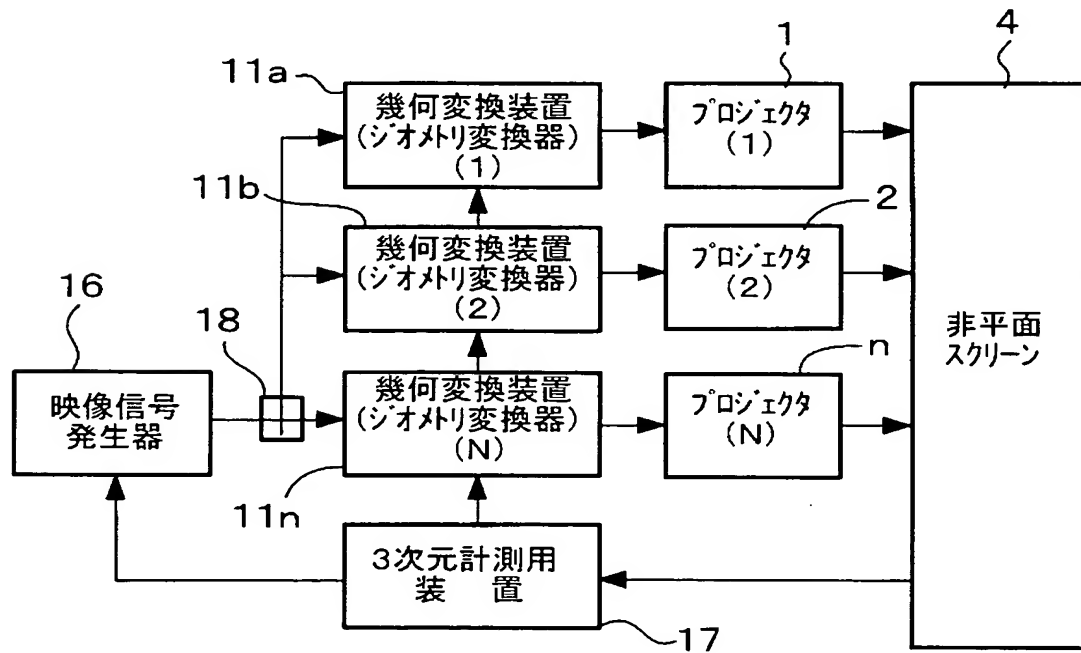 1
4
11a
幾何変換装置
(ジオメトリ変換器)
(1)
プロジェクタ
(1)
11b
2
幾何変換装置
(ジオメトリ変換器)
(2)
プロジェクタ
(2)
16
18
n
非平面
スクリーン
映像信号
発生器
幾何変換装置
(ジオメトリ変換器)
(N)
プロジェクタ
(N)
11n
3次元計測用
装 置
17